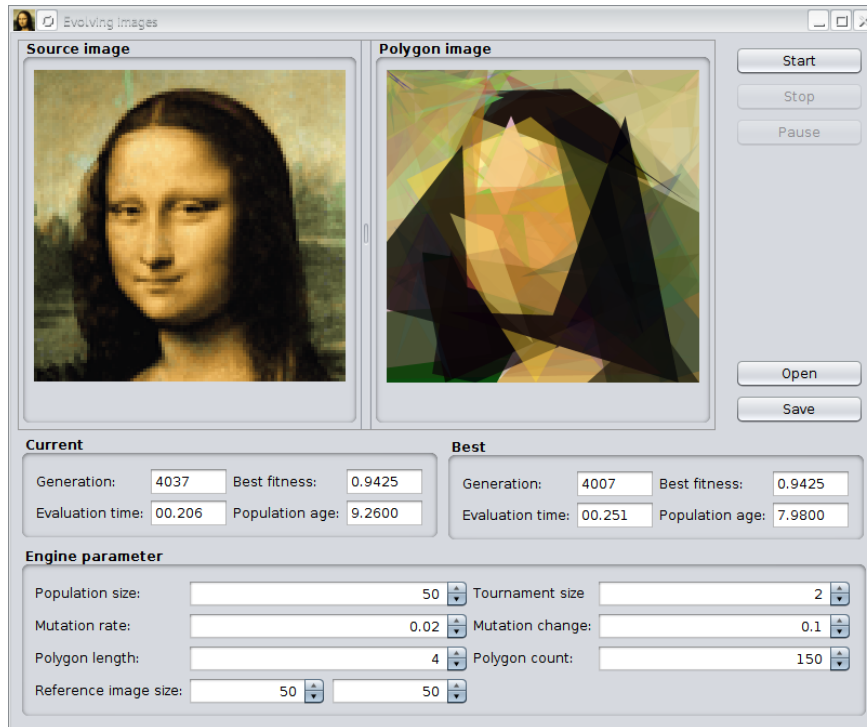 Evolving Images
Source image
Polygon image
Start
Stop
Pause
Open
Save
Current
Generation: 4037 Best fitness: 0.9425
Evaluation time: 00.206 Population age: 9.2600
Best
Generation: 4007 Best fitness: 0.9425
Evaluation time: 00.251 Population age: 7.9800
Engine parameter
Population size: 50 Tournament size 2
Mutation rate: 0.02 Mutation change: 0.1
Polygon length: 4 Polygon count: 150
Reference image size: 50 50